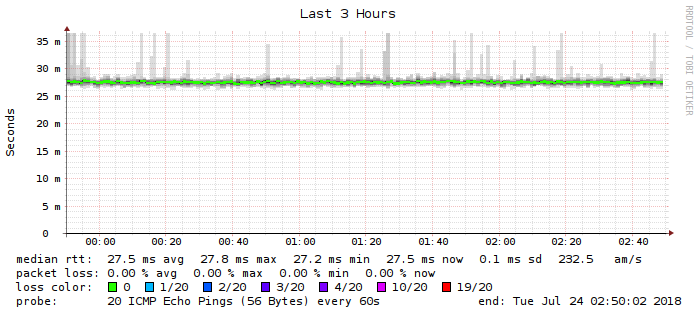 Last 3 Hours
RRDTOOL / TOBI OETIKER
Seconds
35 m
30 m
25 m
20 m
15 m
10 m
5 m
0
00:00 00:20 00:40 01:00 01:20 01:40 02:00 02:20 02:40
median rtt: 27.5 ms avg 27.8 ms max 27.2 ms min 27.5 ms now 0.1 ms sd 232.5 am/s
packet loss: 0.00 % avg 0.00 % max 0.00 % min 0.00 % now
loss color: 0 1/20 2/20 3/20 4/20 10/20 19/20
probe: 20 ICMP Echo Pings (56 Bytes) every 60s end: Tue Jul 24 02:50:02 2018